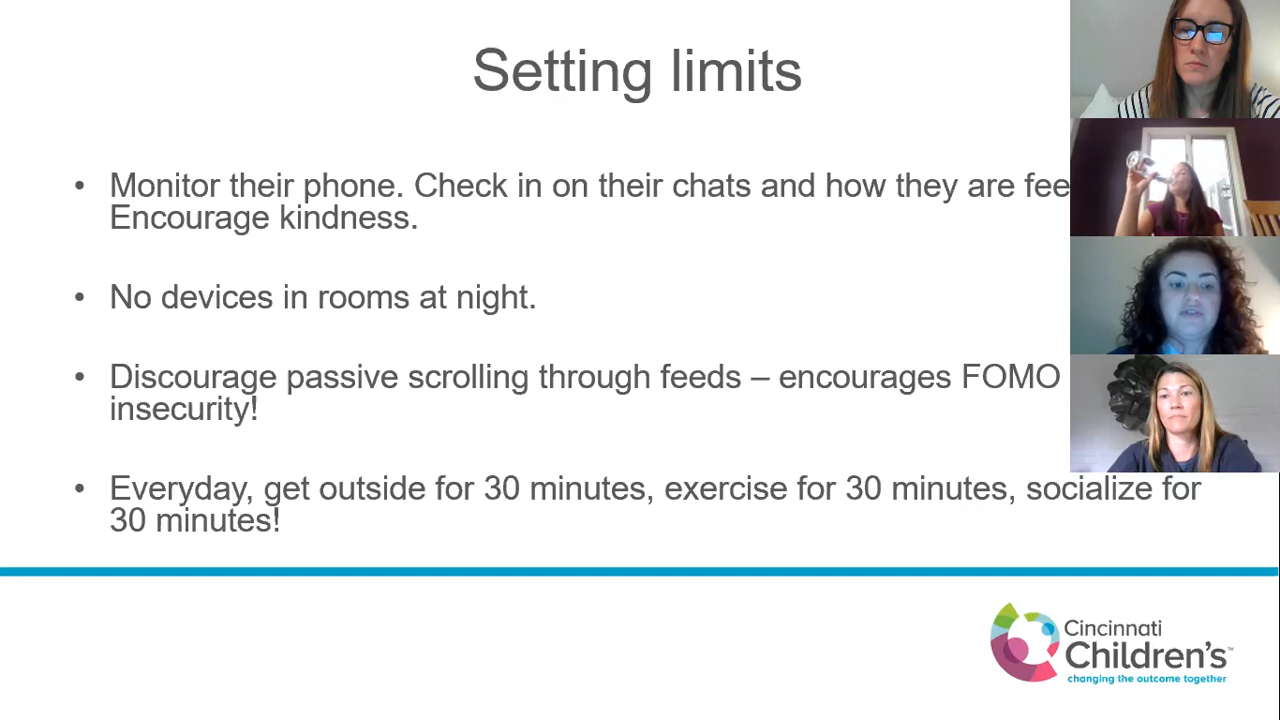 Setting limits
• Monitor their phone. Check in on their chats and how they are fee
Encourage kindness.
• No devices in rooms at night.
• Discourage passive scrolling through feeds – encourages FOMO
insecurity!
• Everyday, get outside for 30 minutes, exercise for 30 minutes, socialize for
30 minutes!
Cincinnati
Children's™
changing the outcome together